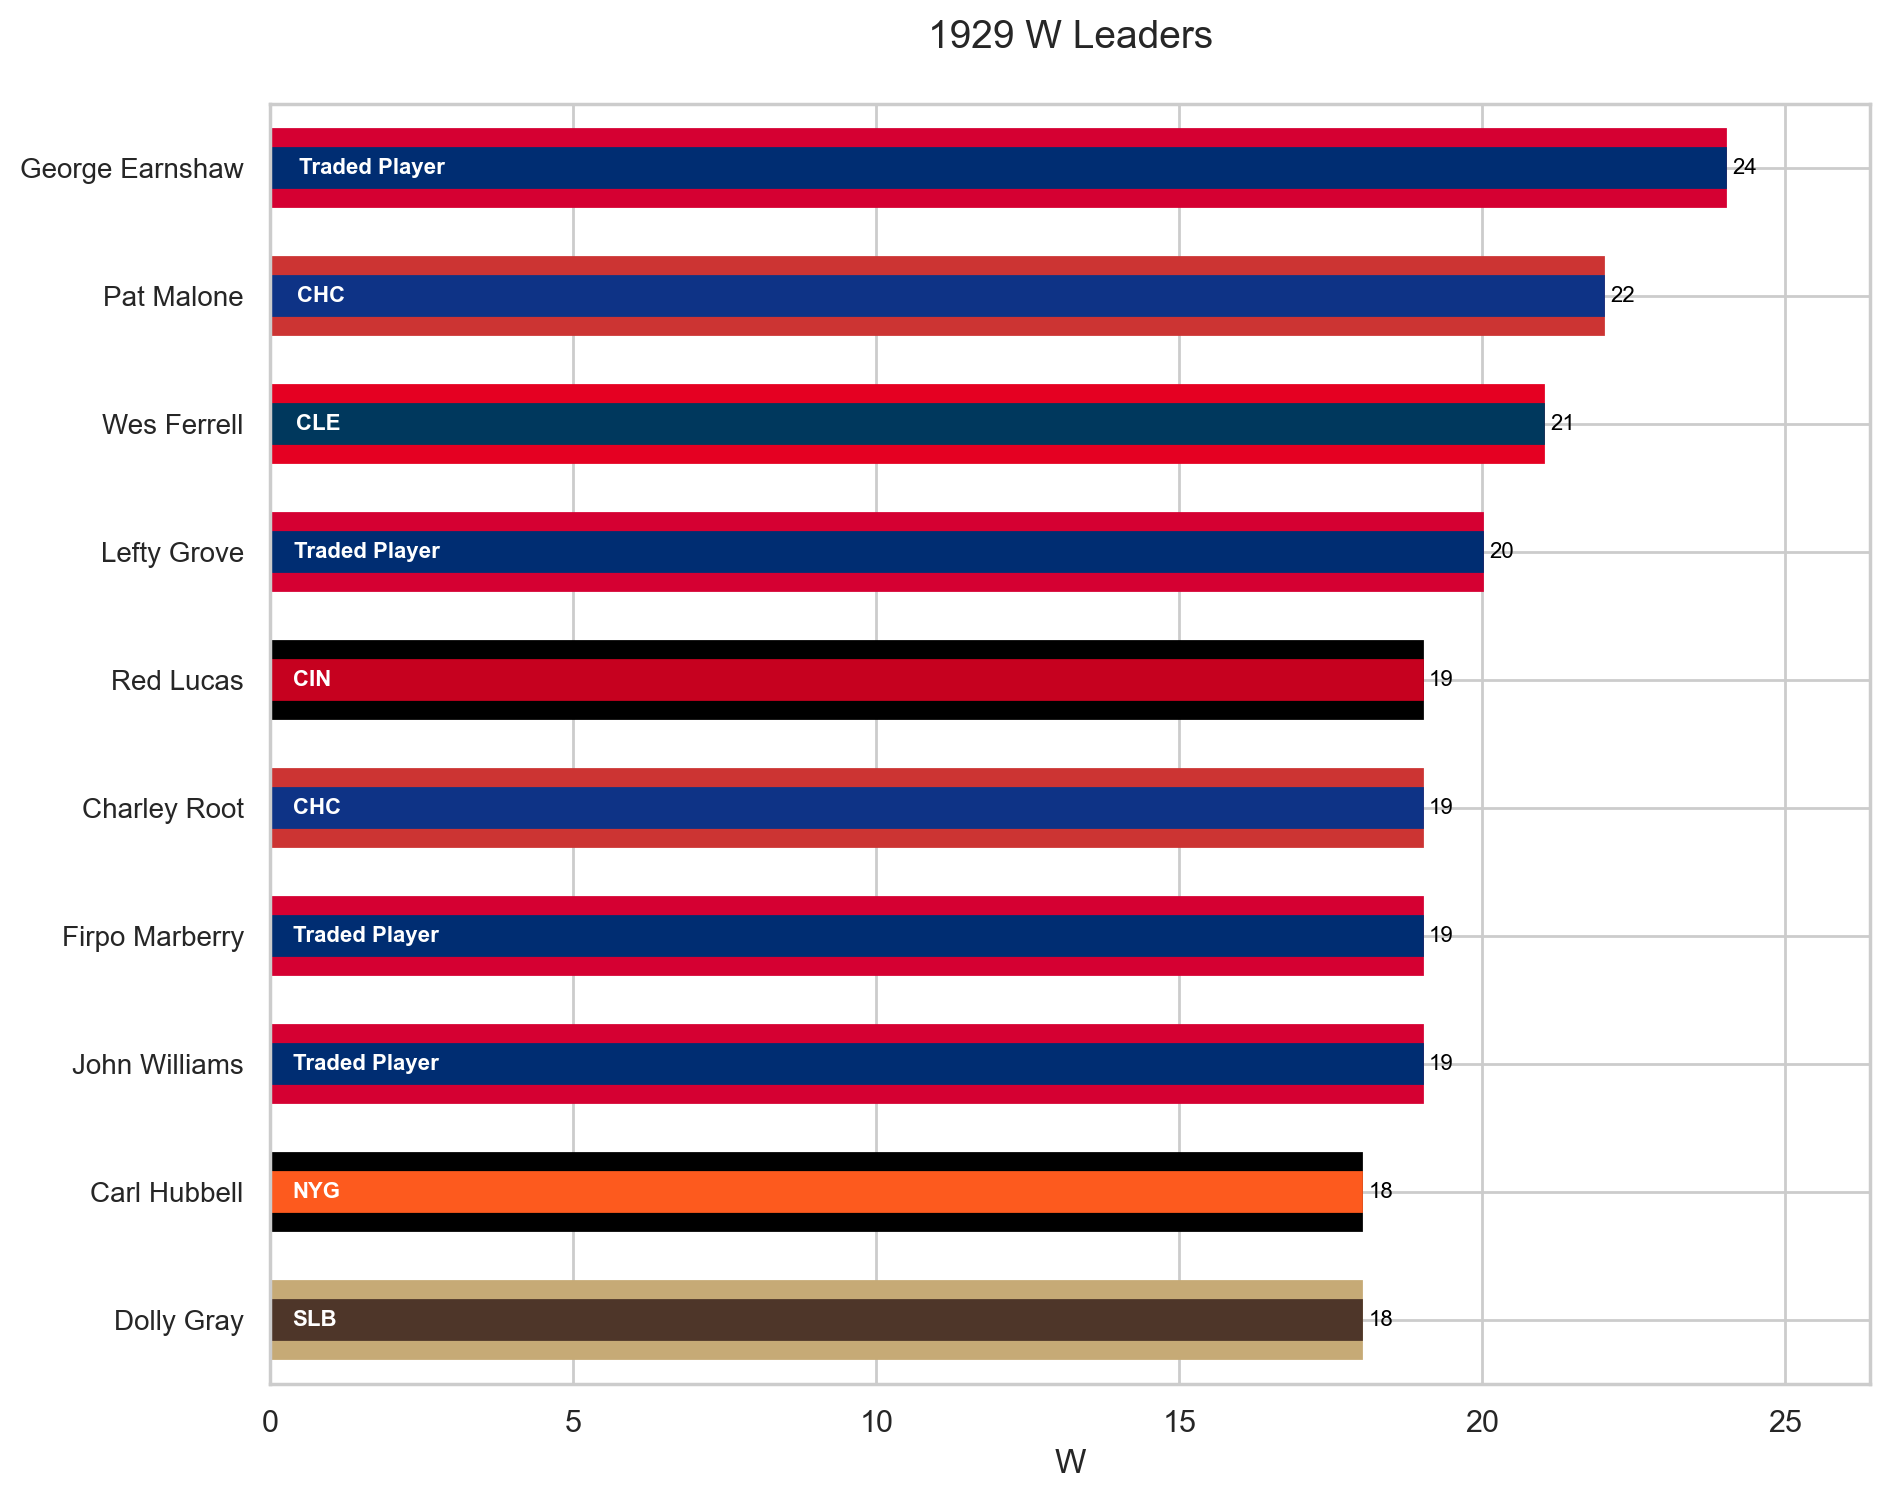 1929 W Leaders
George Earnshaw Traded Player 24
Pat Malone CHC 22
Wes Ferrell CLE 21
Lefty Grove Traded Player 20
Red Lucas CIN 19
Charley Root CHC 19
Firpo Marberry Traded Player 19
John Williams Traded Player 19
Carl Hubbell NYG 18
Dolly Gray SLB 18
0 5 10 15 20 25
W